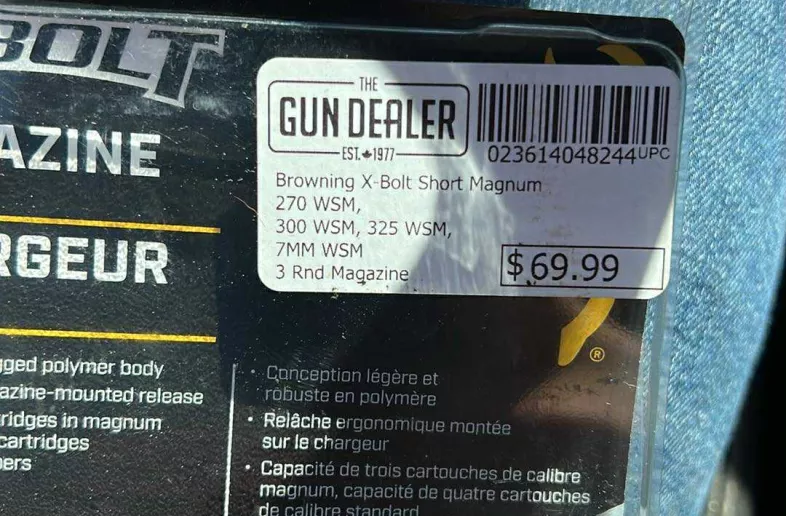 BOLT
THE
GUN DEALER
EST. 1977
023614048244 UPC
Browning X-Bolt Short Magnum
270 WSM,
300 WSM, 325 WSM,
7MM WSM
3 Rnd Magazine
$69.99
AZINE
RGEUR
gged polymer body
azine-mounted release
ridges in magnum
cartridges
ers
®
• Conception légère et
robuste en polymère
• Relâche ergonomique montée
sur le chargeur
• Capacité de trois cartouches de calibre
magnum, capacité de quatre cartouches
de calibre standard